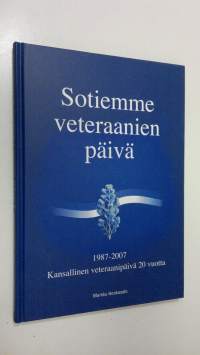 Sotiemme
veteraanien
päivä
1987-2007
Kansallinen veteraanipäivä 20 vuotta